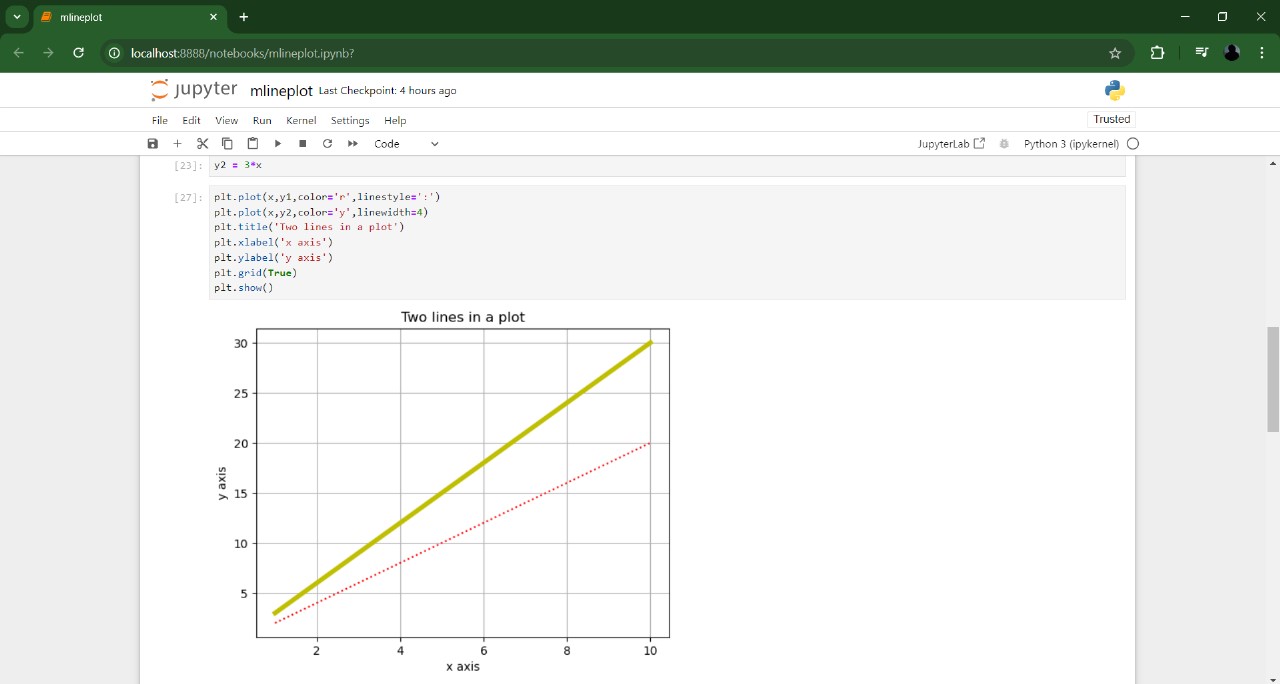 mlineplot
localhost:8888/notebooks/mlineplot.ipynb?
jupyter mlineplot Last Checkpoint: 4 hours ago
File Edit View Run Kernel Settings Help
Trusted
Code
JupyterLab Python 3 (ipykernel)
[23]: y2 = 3*x
[27]: plt.plot(x,y1,color='r',linestyle=':')
plt.plot(x,y2,color='y',linewidth=4)
plt.title('Two lines in a plot')
plt.xlabel('x axis')
plt.ylabel('y axis')
plt.grid(True)
plt.show()
Two lines in a plot
30
25
20
15
10
5
y axis
2 4 6 8 10
x axis